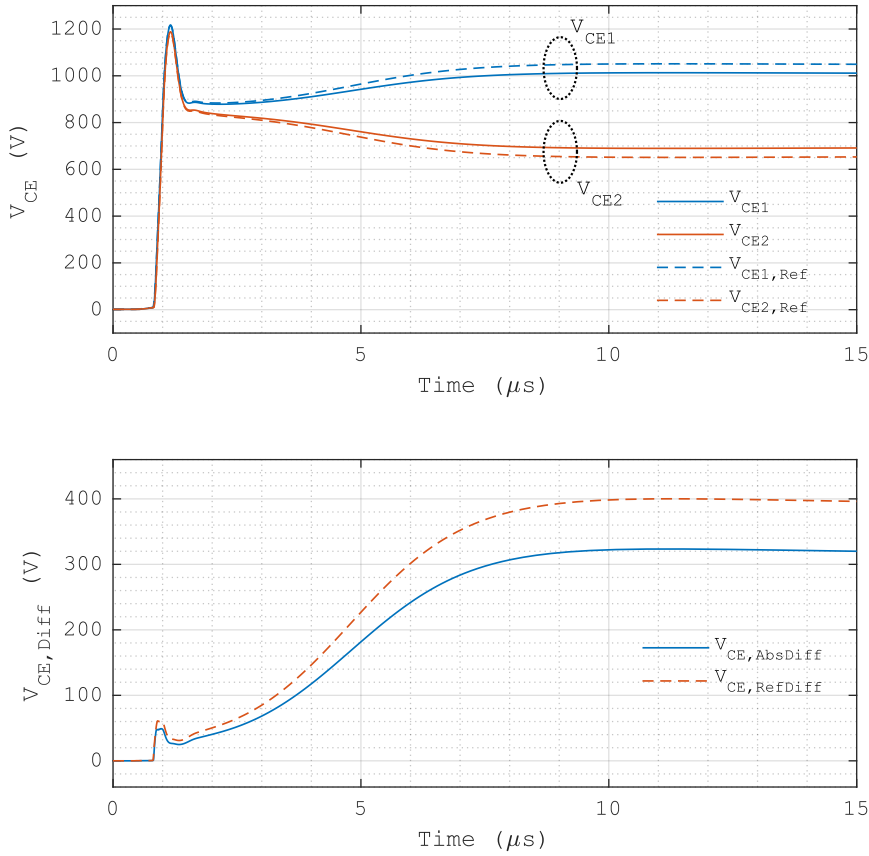 1200
1000
800
600
400
200
0
V_CE (V)
V_CE1
V_CE2
V_CE1
V_CE2
V_CE1,Ref
V_CE2,Ref
0 5 10 15
Time (μs)
400
300
200
100
0
V_CE,Diff (V)
V_CE,AbsDiff
V_CE,RefDiff
0 5 10 15
Time (μs)